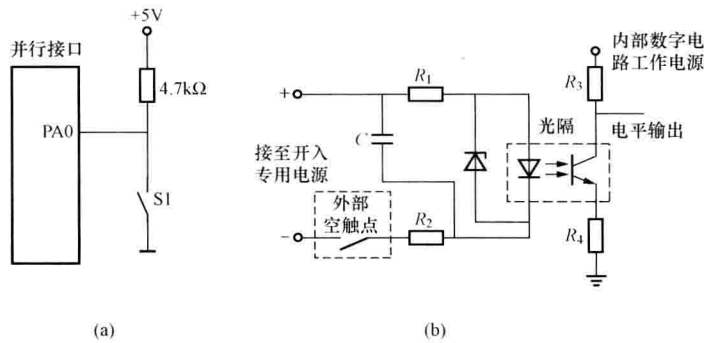 +5V
并行接口
4.7kΩ
PA0
S1
(a)
内部数字电
路工作电源
R₁
R₃
+
光隔
电平输出
C
接至开入
专用电源
外部
空触点
R₂
−
R₄
(b)